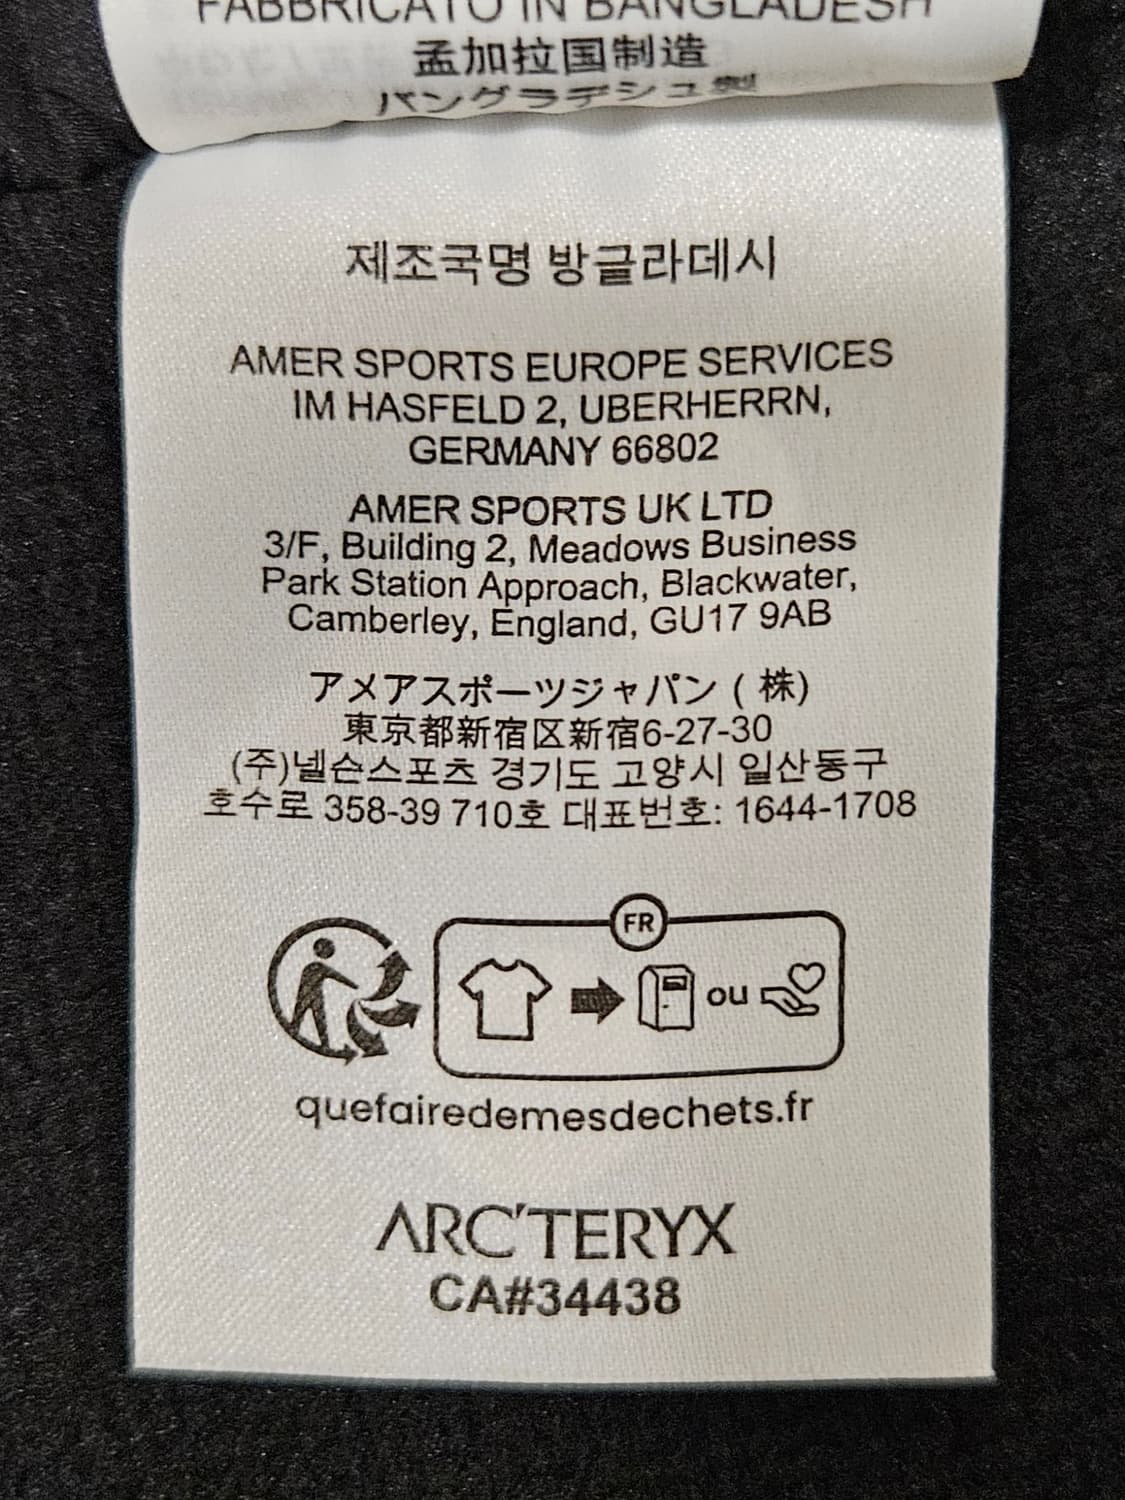 FABBRICATO IN BANGLADESH
孟加拉国制造
バングラデシュ製
제조국명 방글라데시
AMER SPORTS EUROPE SERVICES
IM HASFELD 2, UBERHERRN,
GERMANY 66802
AMER SPORTS UK LTD
3/F, Building 2, Meadows Business
Park Station Approach, Blackwater,
Camberley, England, GU17 9AB
アメアスポーツジャパン ( 株)
東京都新宿区新宿6-27-30
(주)넬슨스포츠 경기도 고양시 일산동구
호수로 358-39 710호 대표번호: 1644-1708
FR
ou
quefairedemesdechets.fr
ARC'TERYX
CA#34438